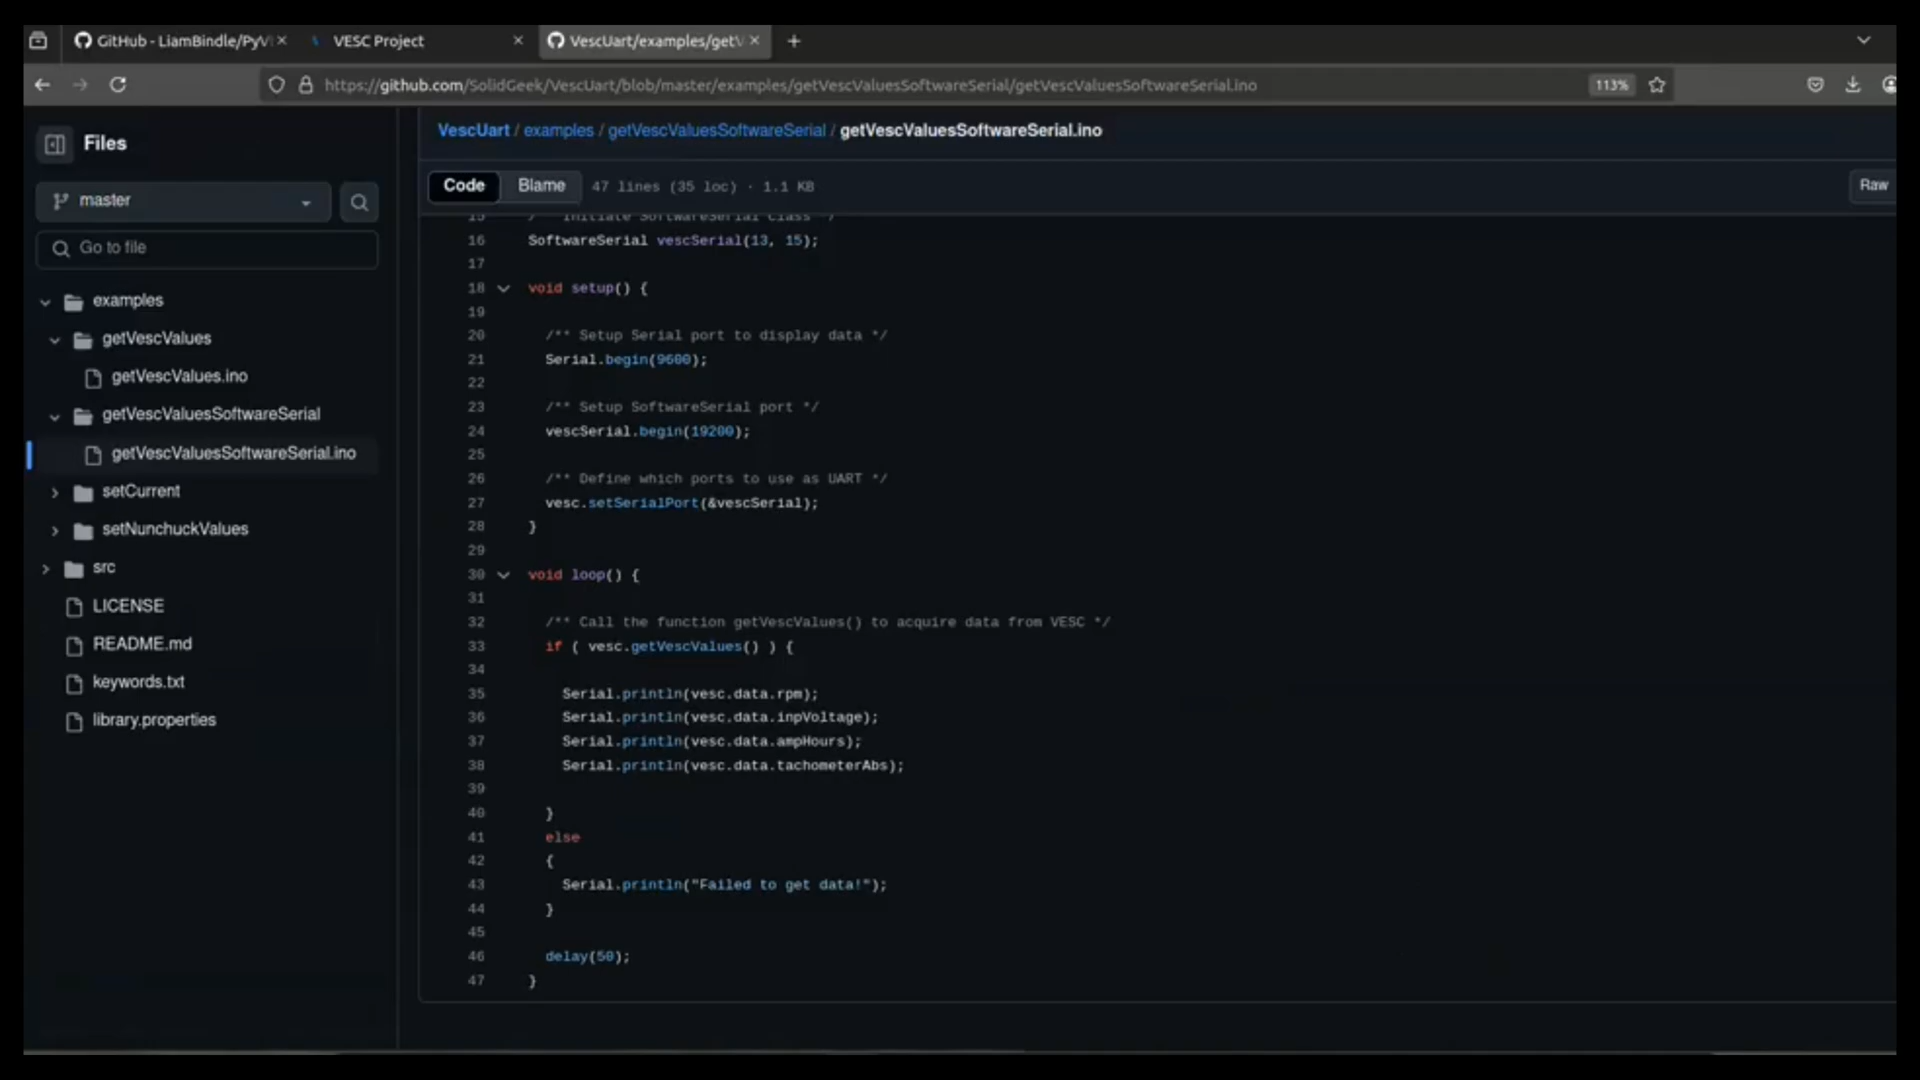 GitHub - LiamBindle/PyV
VESC Project
VescUart/examples/getV
https://github.com/SolidGeek/VescUart/blob/master/examples/getVescValuesSoftwareSerial/getVescValuesSoftwareSerial.ino
113%
Files
master
Go to file
examples
getVescValues
getVescValues.ino
getVescValuesSoftwareSerial
getVescValuesSoftwareSerial.ino
setCurrent
setNunchuckValues
src
LICENSE
README.md
keywords.txt
library.properties
VescUart / examples / getVescValuesSoftwareSerial / getVescValuesSoftwareSerial.ino
Code Blame 47 lines (35 loc) · 1.1 KB
Raw
15 /** Initiate SoftwareSerial class */
16 SoftwareSerial vescSerial(13, 15);
17
18 void setup() {
19
20 /** Setup Serial port to display data */
21 Serial.begin(9600);
22
23 /** Setup SoftwareSerial port */
24 vescSerial.begin(19200);
25
26 /** Define which ports to use as UART */
27 vesc.setSerialPort(&vescSerial);
28 }
29
30 void loop() {
31
32 /** Call the function getVescValues() to acquire data from VESC */
33 if ( vesc.getVescValues() ) {
34
35 Serial.println(vesc.data.rpm);
36 Serial.println(vesc.data.inpVoltage);
37 Serial.println(vesc.data.ampHours);
38 Serial.println(vesc.data.tachometerAbs);
39
40 }
41 else
42 {
43 Serial.println("Failed to get data!");
44 }
45
46 delay(50);
47 }